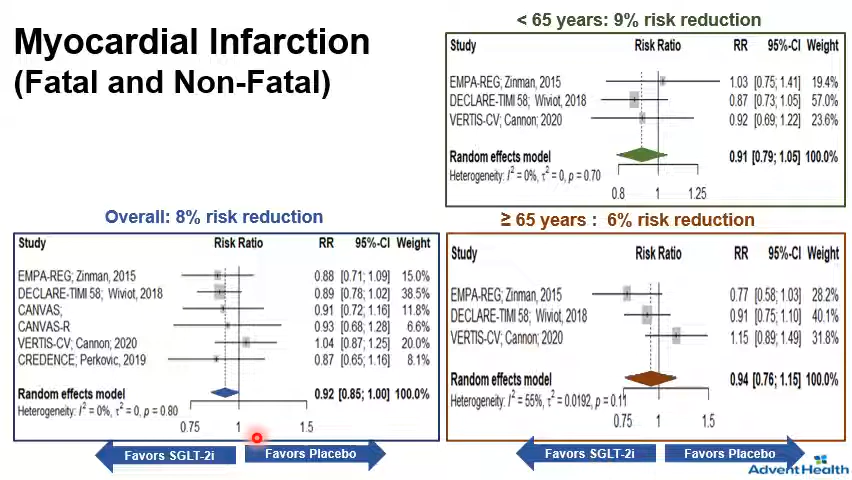 Myocardial Infarction
(Fatal and Non-Fatal)
< 65 years: 9% risk reduction
Study Risk Ratio RR 95%-CI Weight
EMPA-REG; Zinman, 2015 1.03 [0.75; 1.41] 19.4%
DECLARE-TIMI 58; Wiviot, 2018 0.87 [0.73; 1.05] 57.0%
VERTIS-CV; Cannon, 2020 0.92 [0.69; 1.22] 23.6%
Random effects model 0.91 [0.79; 1.05] 100.0%
Heterogeneity: I² = 0%, τ² = 0, p = 0.70
0.8 1 1.25
Overall: 8% risk reduction
Study Risk Ratio RR 95%-CI Weight
EMPA-REG; Zinman, 2015 0.88 [0.71; 1.09] 15.0%
DECLARE-TIMI 58; Wiviot, 2018 0.89 [0.78; 1.02] 38.5%
CANVAS; 0.91 [0.72; 1.16] 11.8%
CANVAS-R 0.93 [0.68; 1.28] 6.6%
VERTIS-CV; Cannon, 2020 1.04 [0.87; 1.25] 20.0%
CREDENCE; Perkovic, 2019 0.87 [0.65; 1.16] 8.1%
Random effects model 0.92 [0.85; 1.00] 100.0%
Heterogeneity: I² = 0%, τ² = 0, p = 0.80
0.75 1 1.5
Favors SGLT-2i Favors Placebo
≥ 65 years : 6% risk reduction
Study Risk Ratio RR 95%-CI Weight
EMPA-REG; Zinman, 2015 0.77 [0.58; 1.03] 28.2%
DECLARE-TIMI 58; Wiviot, 2018 0.91 [0.75; 1.10] 40.1%
VERTIS-CV; Cannon, 2020 1.15 [0.89; 1.49] 31.8%
Random effects model 0.94 [0.76; 1.15] 100.0%
Heterogeneity: I² = 55%, τ² = 0.0192, p = 0.11
0.75 1 1.5
Favors SGLT-2i Favors Placebo
AdventHealth